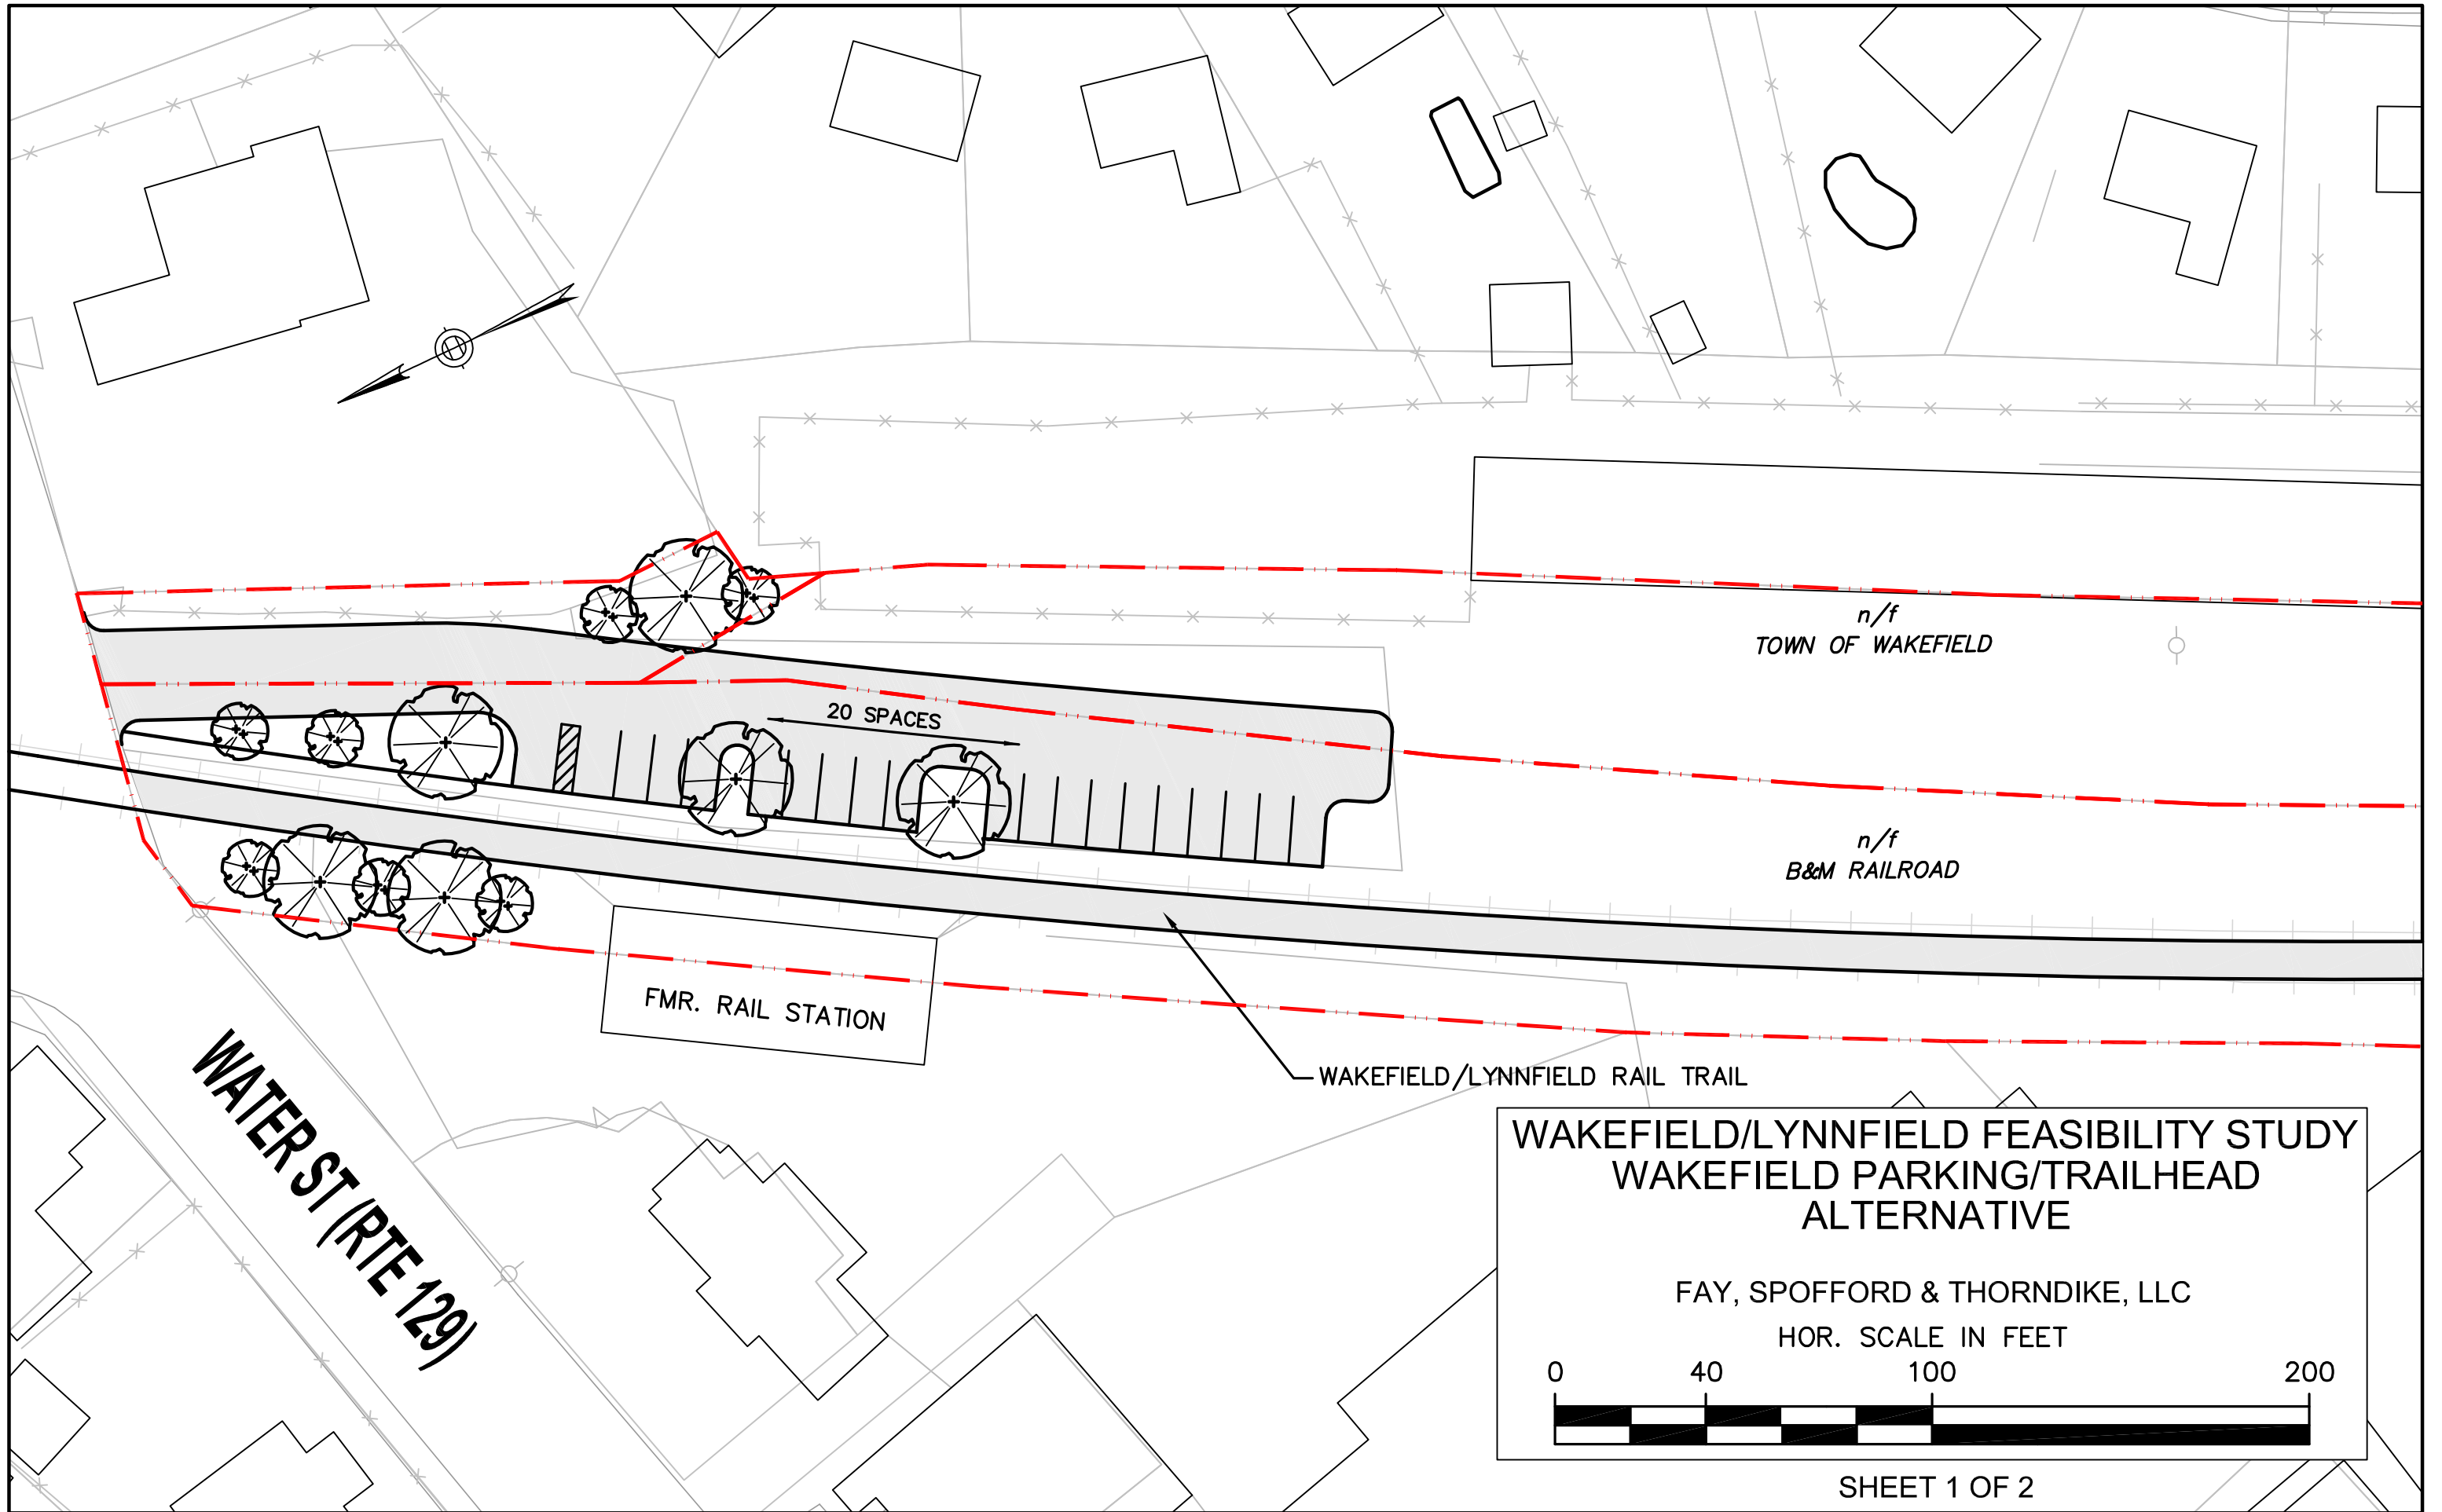 20 SPACES
n/f
TOWN OF WAKEFIELD
n/f
B&M RAILROAD
FMR. RAIL STATION
WATER ST (RTE 129)
WAKEFIELD/LYNNFIELD RAIL TRAIL
WAKEFIELD/LYNNFIELD FEASIBILITY STUDY
WAKEFIELD PARKING/TRAILHEAD
ALTERNATIVE
FAY, SPOFFORD & THORNDIKE, LLC
HOR. SCALE IN FEET
0 40 100 200
SHEET 1 OF 2